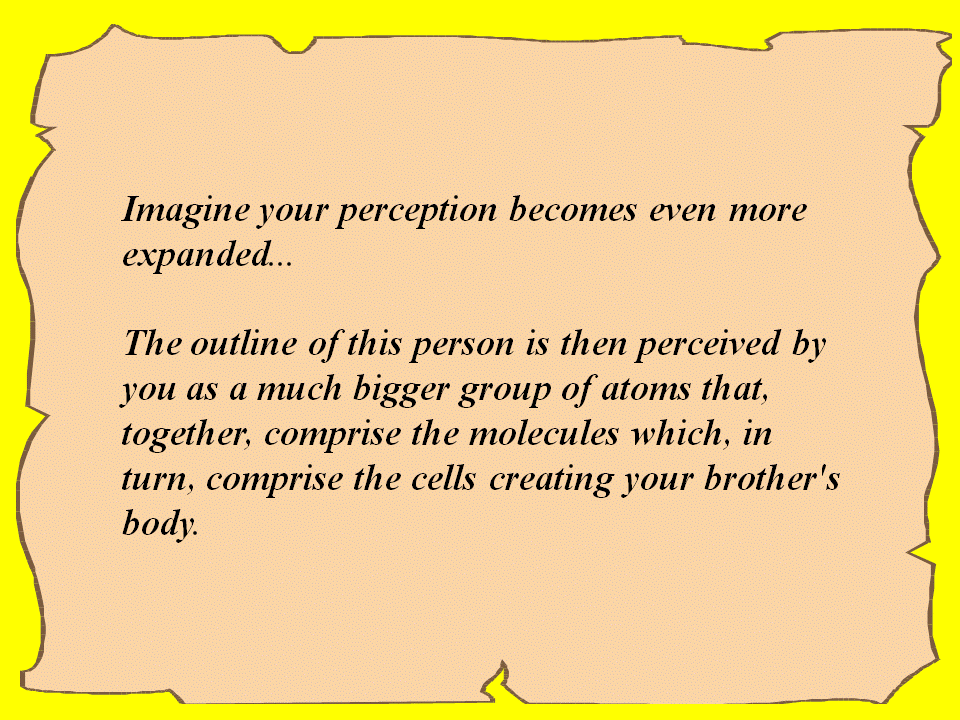 Imagine your perception becomes even more
expanded...
The outline of this person is then perceived by
you as a much bigger group of atoms that,
together, comprise the molecules which, in
turn, comprise the cells creating your brother's
body.